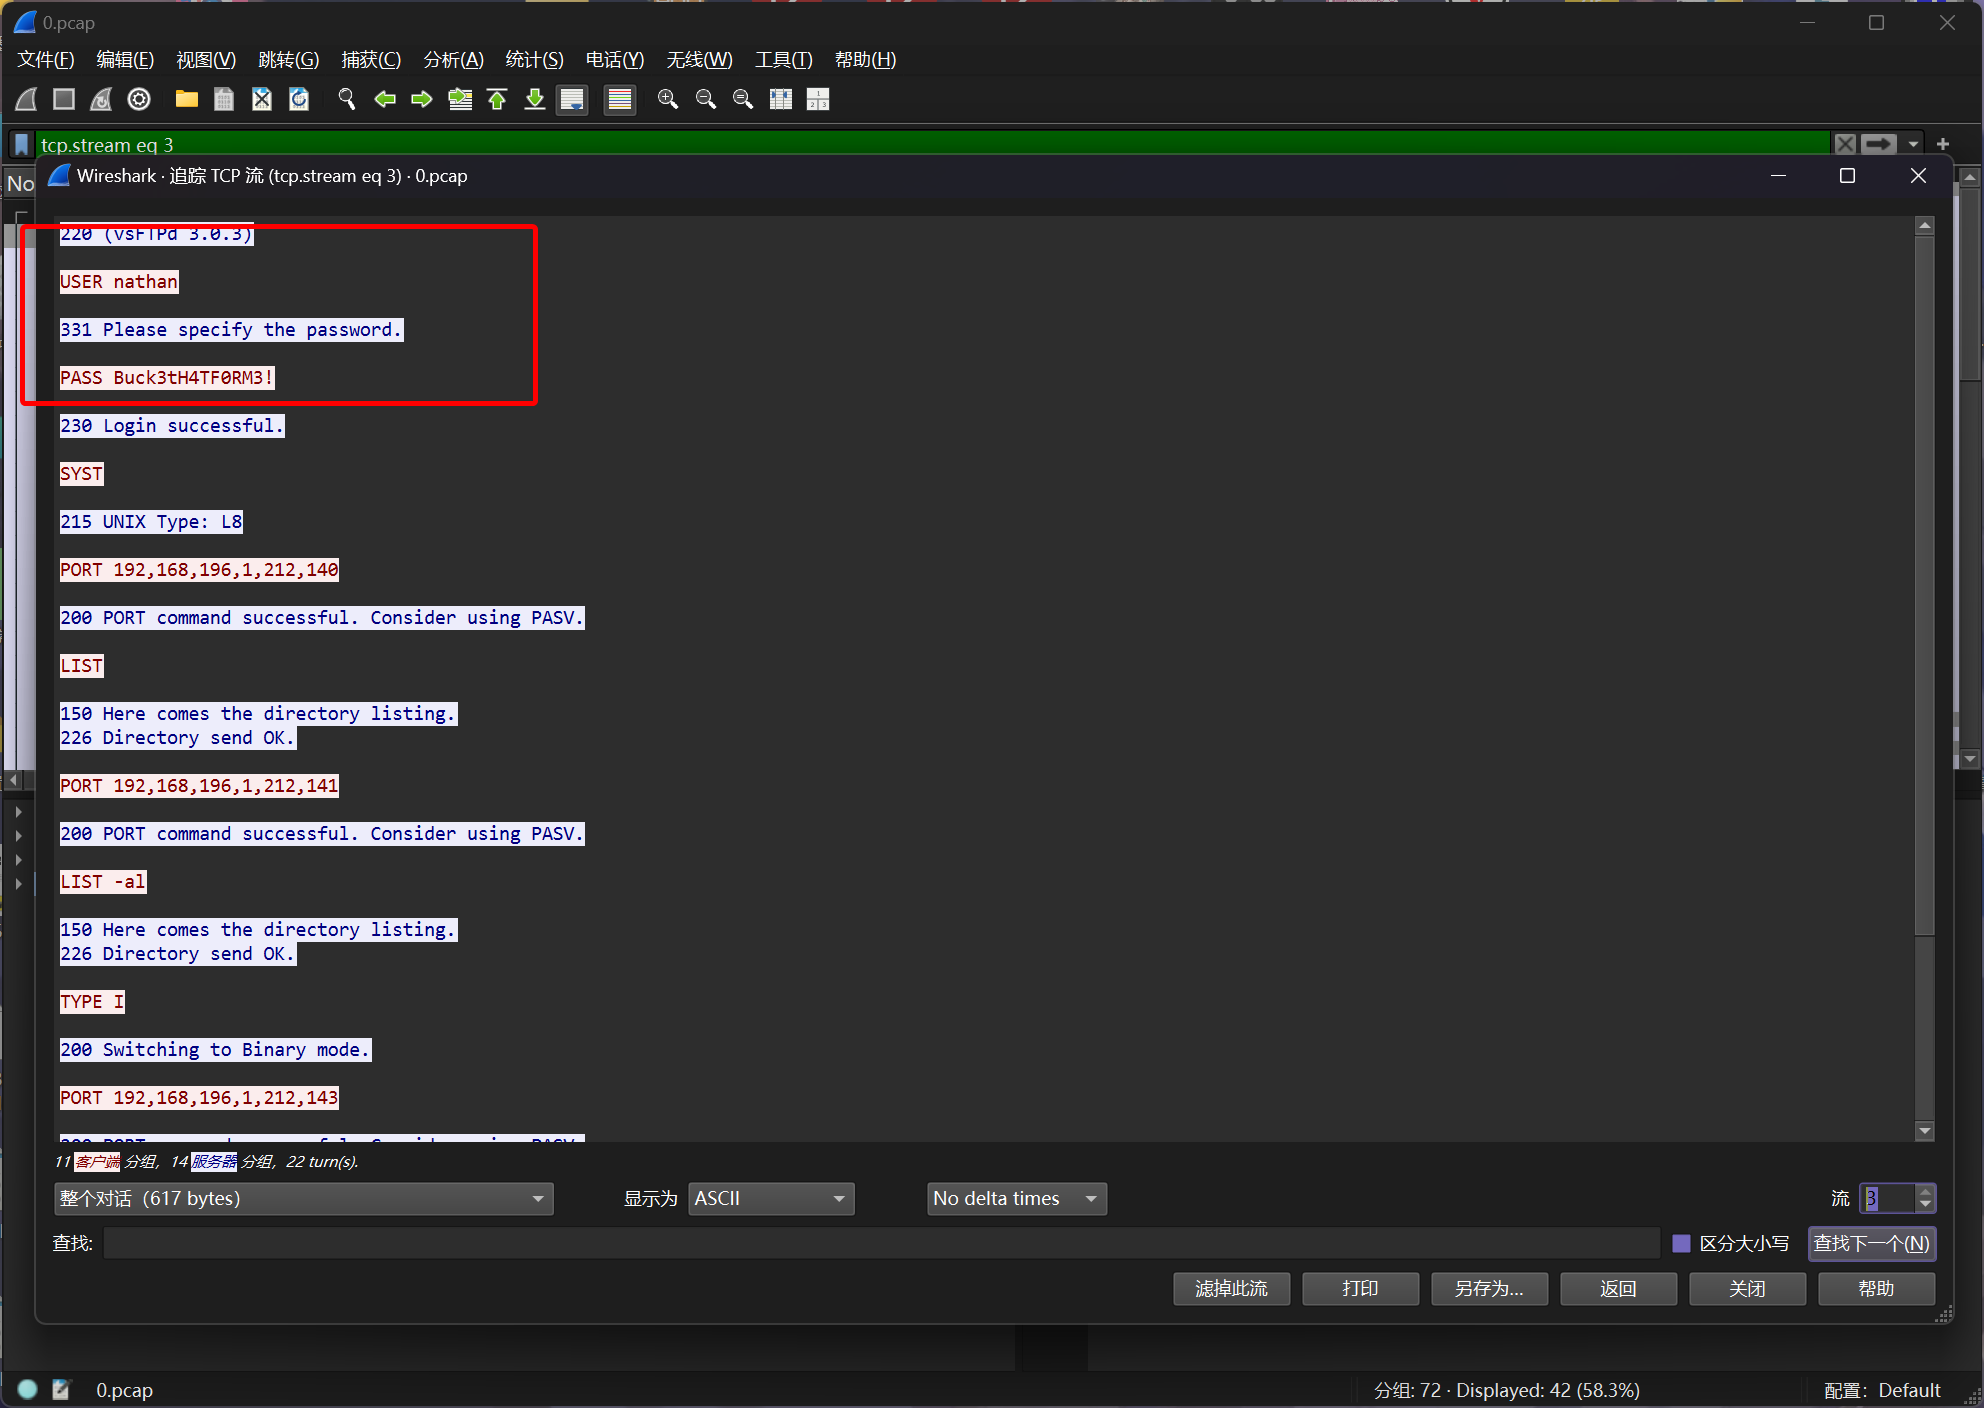 0.pcap
文件(F) 编辑(E) 视图(V) 跳转(G) 捕获(C) 分析(A) 统计(S) 电话(Y) 无线(W) 工具(T) 帮助(H)
tcp.stream eq 3
No
Wireshark · 追踪 TCP 流 (tcp.stream eq 3) · 0.pcap
220 (vsFTPd 3.0.3)
USER nathan
331 Please specify the password.
PASS Buck3tH4TF0RM3!
230 Login successful.
SYST
215 UNIX Type: L8
PORT 192,168,196,1,212,140
200 PORT command successful. Consider using PASV.
LIST
150 Here comes the directory listing.
226 Directory send OK.
PORT 192,168,196,1,212,141
200 PORT command successful. Consider using PASV.
LIST -al
150 Here comes the directory listing.
226 Directory send OK.
TYPE I
200 Switching to Binary mode.
PORT 192,168,196,1,212,143
200 PORT command successful. Consider using PASV.
11 客户端 分组，14 服务器 分组，22 turn(s).
整个对话（617 bytes） 显示为 ASCII No delta times 流 3
查找: 区分大小写 查找下一个(N)
滤掉此流 打印 另存为… 返回 关闭 帮助
0.pcap 分组: 72 · Displayed: 42 (58.3%) 配置：Default